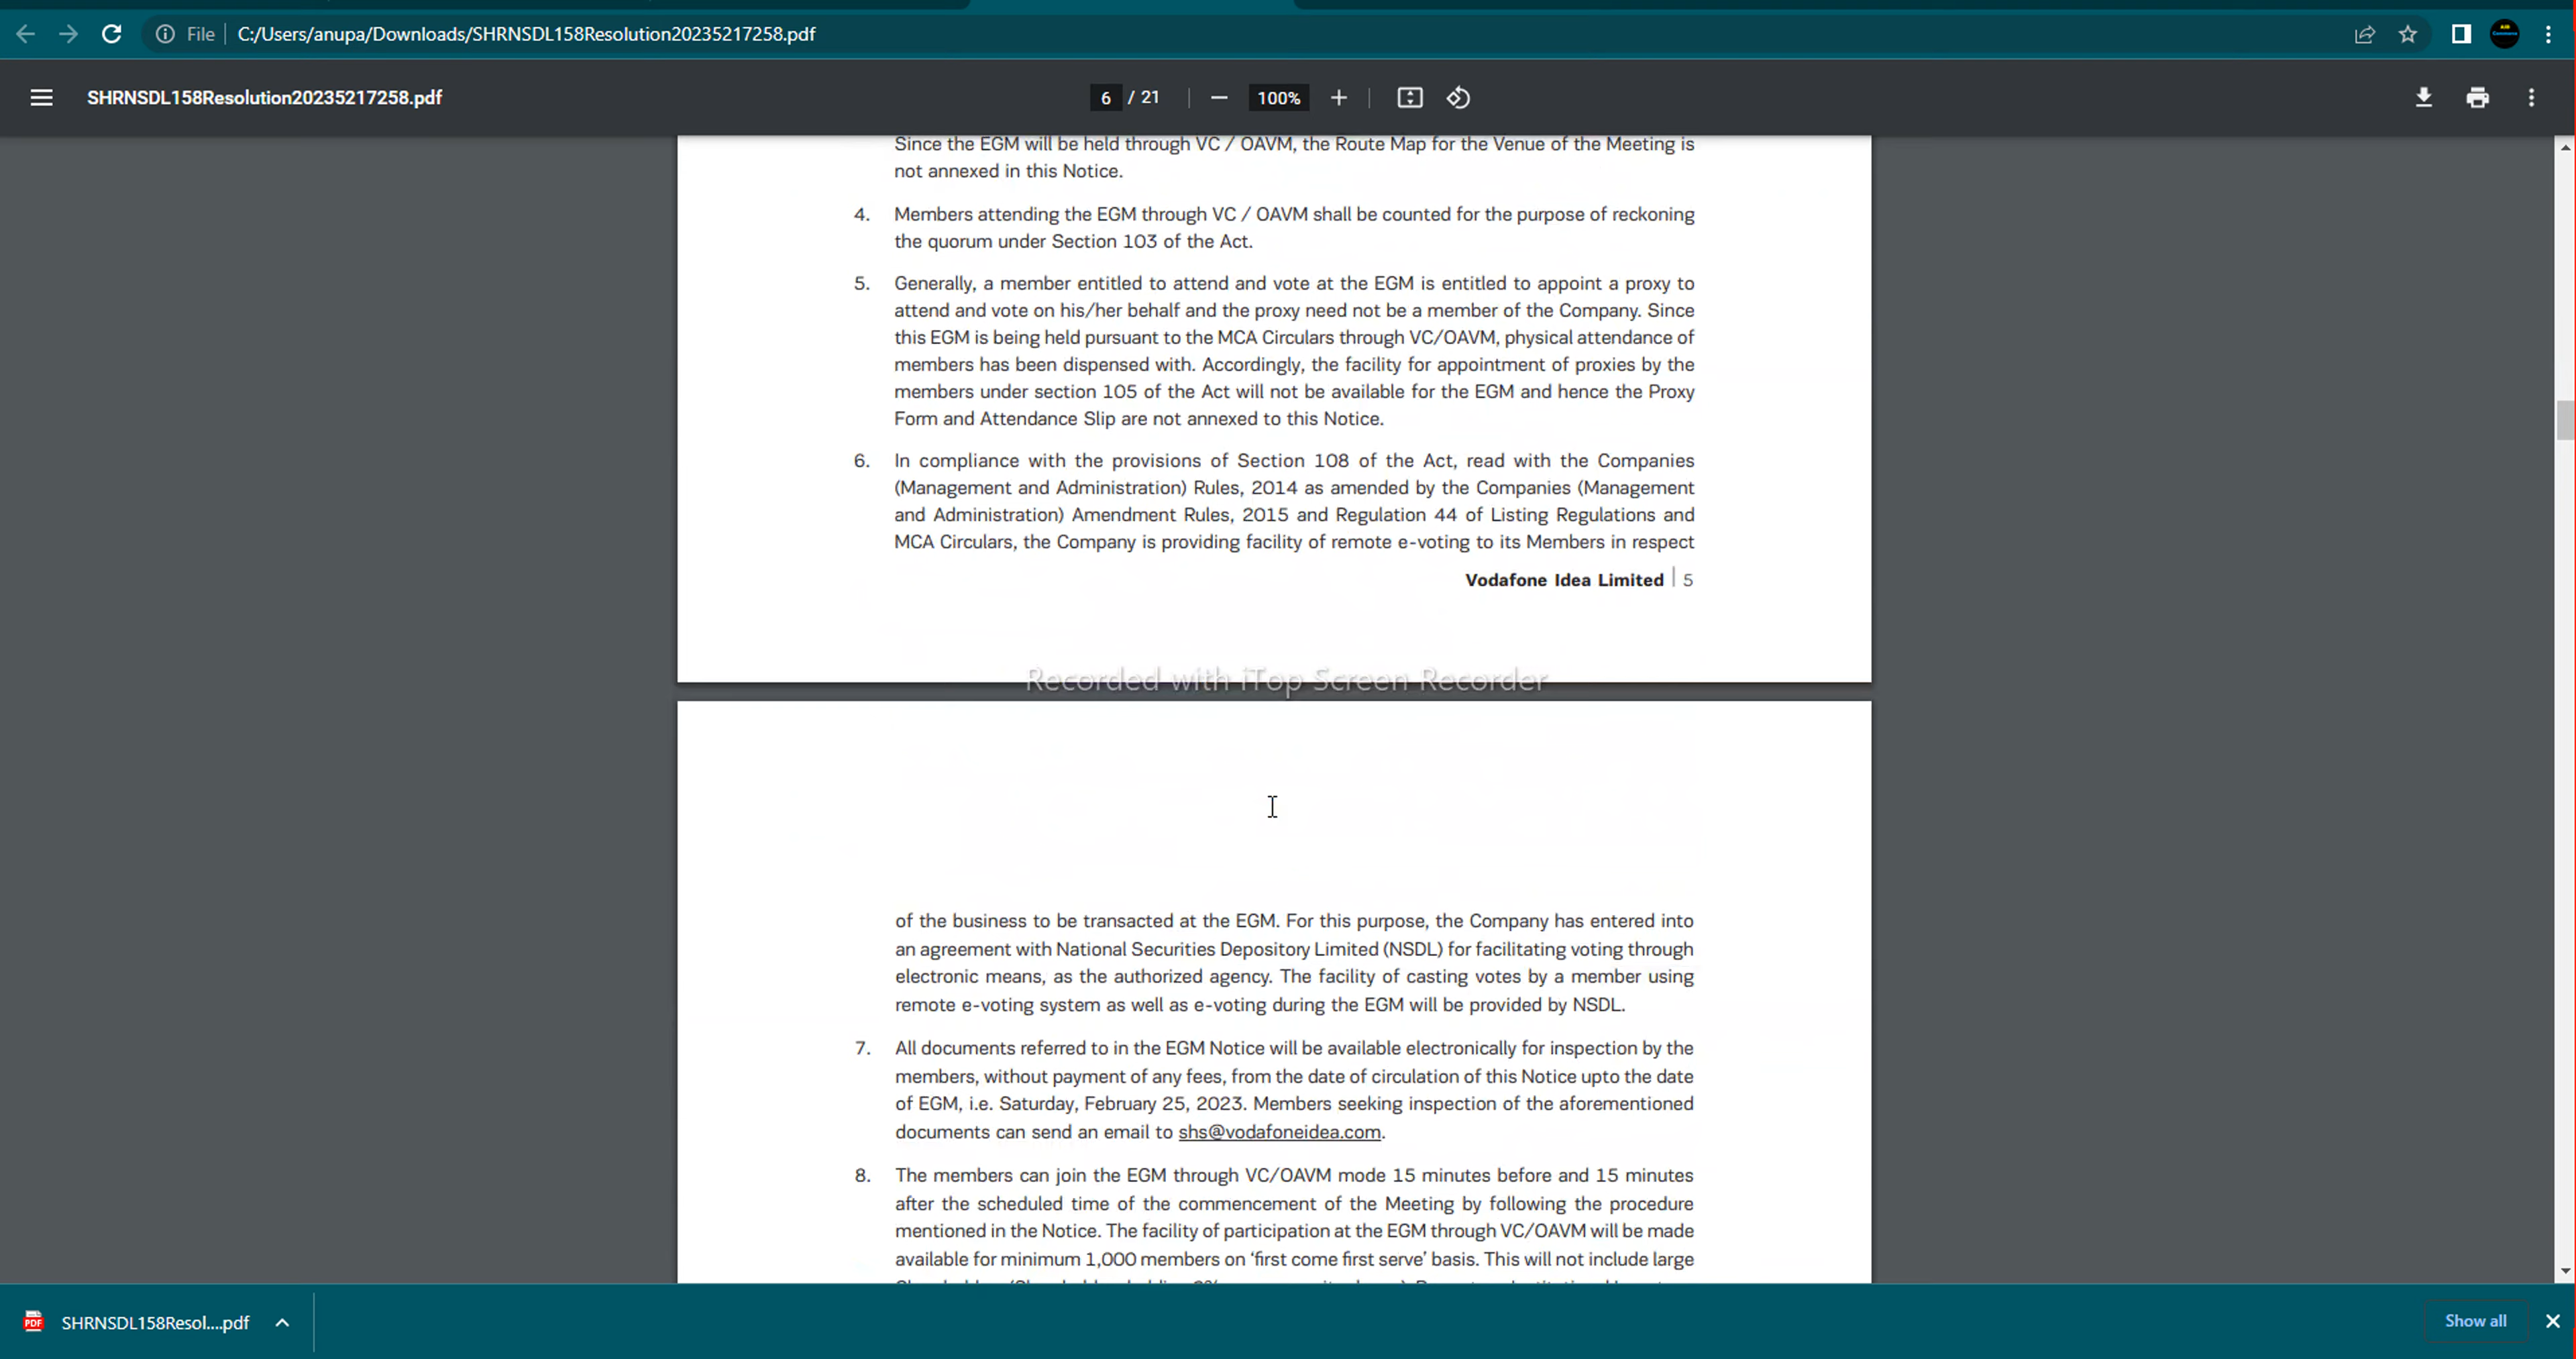 File C:/Users/anupa/Downloads/SHRNSDL158Resolution20235217258.pdf
SHRNSDL158Resolution20235217258.pdf 6 / 21 100%
Since the EGM will be held through VC / OAVM, the Route Map for the Venue of the Meeting is
not annexed in this Notice.
4. Members attending the EGM through VC / OAVM shall be counted for the purpose of reckoning
the quorum under Section 103 of the Act.
5. Generally, a member entitled to attend and vote at the EGM is entitled to appoint a proxy to
attend and vote on his/her behalf and the proxy need not be a member of the Company. Since
this EGM is being held pursuant to the MCA Circulars through VC/OAVM, physical attendance of
members has been dispensed with. Accordingly, the facility for appointment of proxies by the
members under section 105 of the Act will not be available for the EGM and hence the Proxy
Form and Attendance Slip are not annexed to this Notice.
6. In compliance with the provisions of Section 108 of the Act, read with the Companies
(Management and Administration) Rules, 2014 as amended by the Companies (Management
and Administration) Amendment Rules, 2015 and Regulation 44 of Listing Regulations and
MCA Circulars, the Company is providing facility of remote e-voting to its Members in respect
Vodafone Idea Limited | 5
Recorded with iTop Screen Recorder
of the business to be transacted at the EGM. For this purpose, the Company has entered into
an agreement with National Securities Depository Limited (NSDL) for facilitating voting through
electronic means, as the authorized agency. The facility of casting votes by a member using
remote e-voting system as well as e-voting during the EGM will be provided by NSDL.
7. All documents referred to in the EGM Notice will be available electronically for inspection by the
members, without payment of any fees, from the date of circulation of this Notice upto the date
of EGM, i.e. Saturday, February 25, 2023. Members seeking inspection of the aforementioned
documents can send an email to shs@vodafoneidea.com.
8. The members can join the EGM through VC/OAVM mode 15 minutes before and 15 minutes
after the scheduled time of the commencement of the Meeting by following the procedure
mentioned in the Notice. The facility of participation at the EGM through VC/OAVM will be made
available for minimum 1,000 members on ‘first come first serve’ basis. This will not include large
PDF SHRNSDL158Resol....pdf Show all